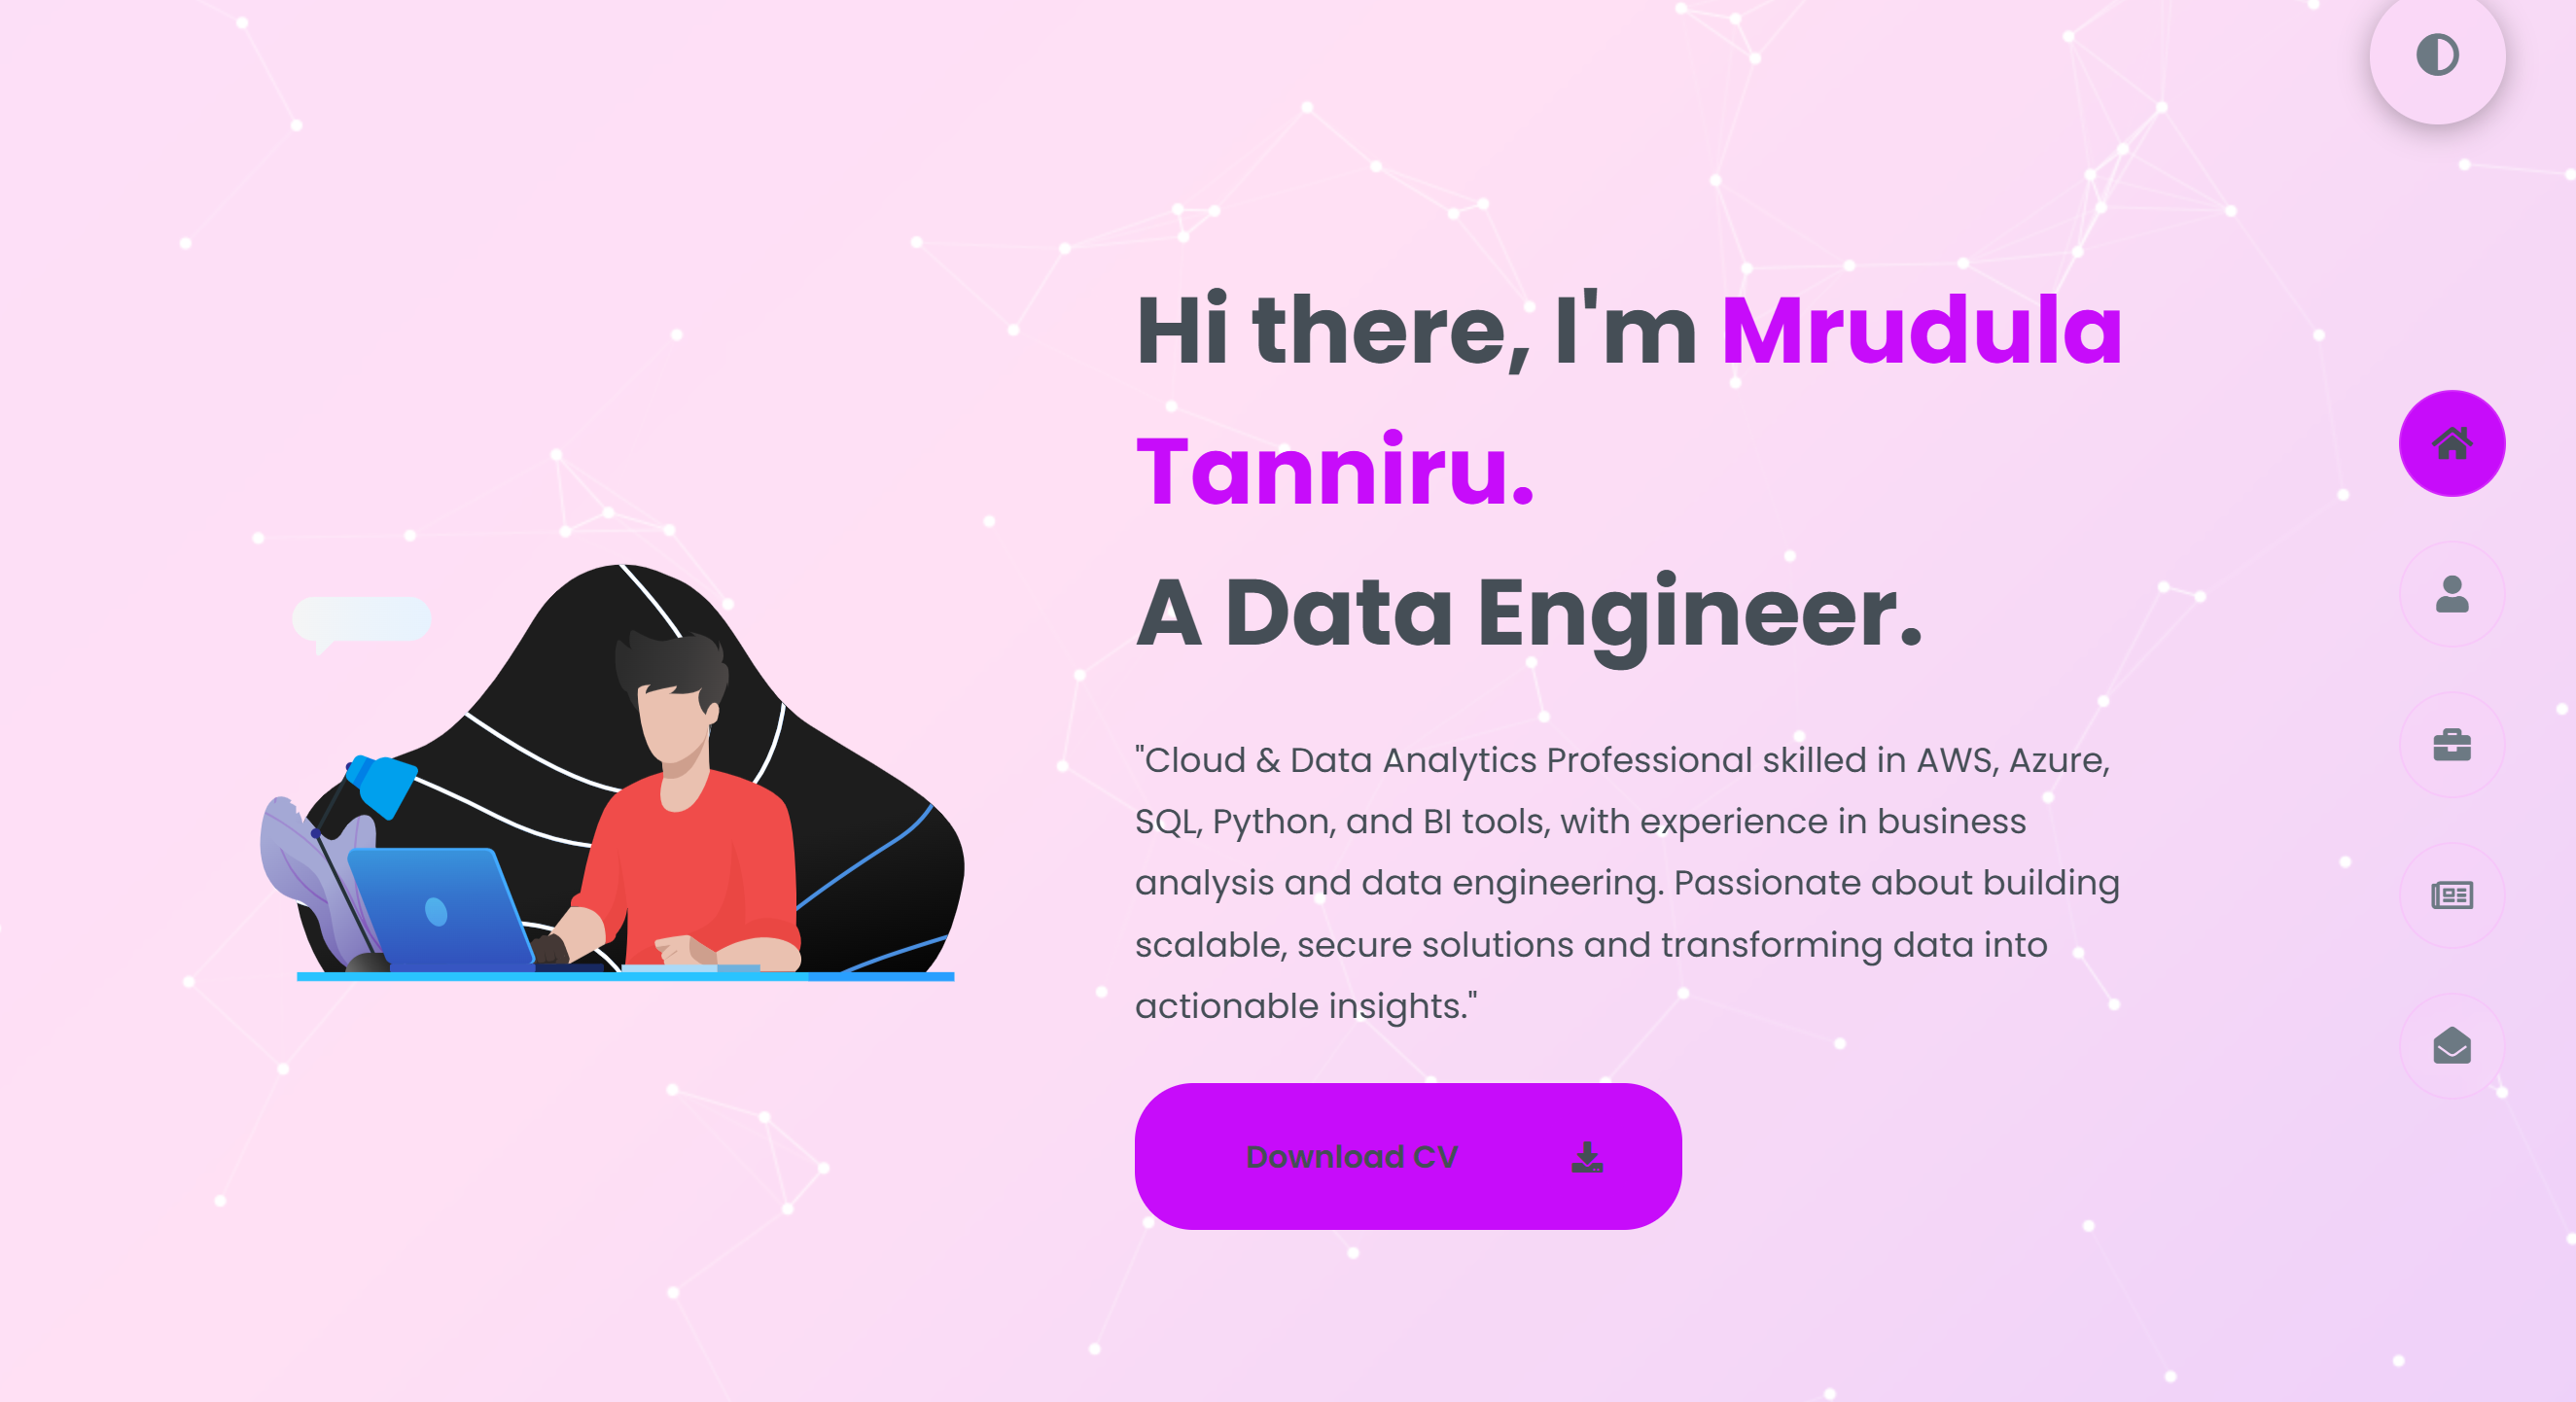 Hi there, I'm Mrudula
Tanniru.
A Data Engineer.
"Cloud & Data Analytics Professional skilled in AWS, Azure,
SQL, Python, and BI tools, with experience in business
analysis and data engineering. Passionate about building
scalable, secure solutions and transforming data into
actionable insights."
Download CV